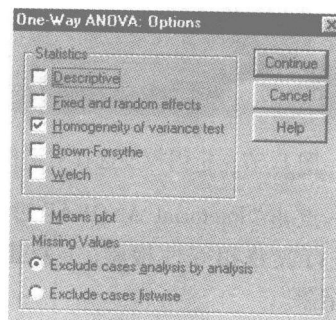 One-Way ANOVA: Options
Statistics
Descriptive
Fixed and random effects
Homogeneity of variance test
Brown-Forsythe
Welch
Means plot
Missing Values
Exclude cases analysis by analysis
Exclude cases listwise
Continue
Cancel
Help